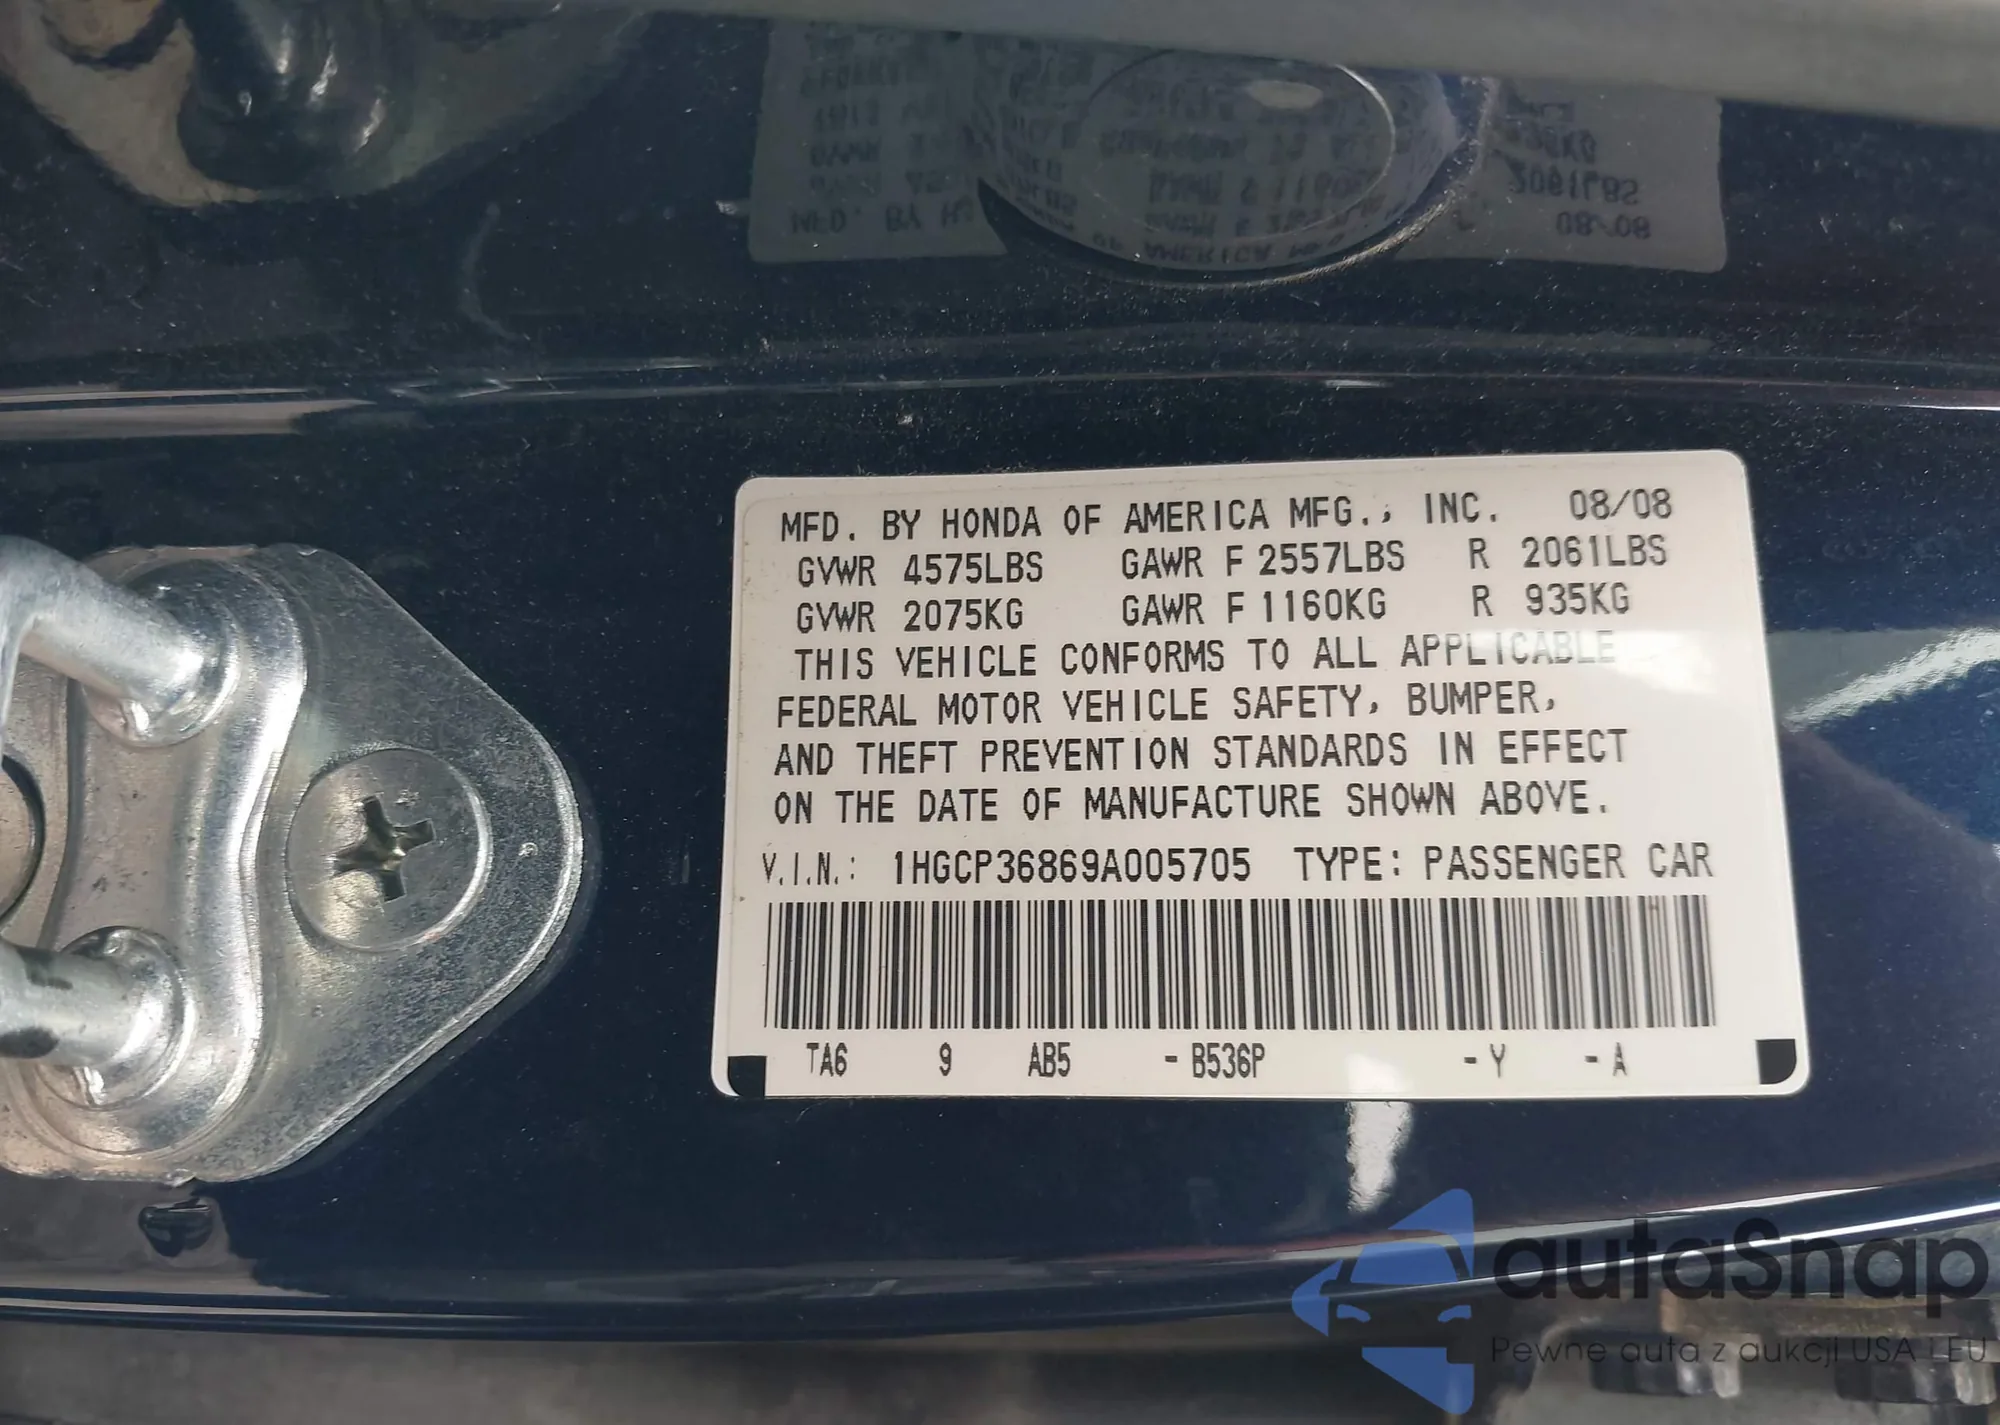 MFD. BY HONDA OF AMERICA MFG., INC. 08/08
GVWR 4575LBS GAWR F 2557LBS R 2061LBS
GVWR 2075KG GAWR F 1160KG R 935KG
THIS VEHICLE CONFORMS TO ALL APPLICABLE
FEDERAL MOTOR VEHICLE SAFETY, BUMPER,
AND THEFT PREVENTION STANDARDS IN EFFECT
ON THE DATE OF MANUFACTURE SHOWN ABOVE.
V.I.N.: 1HGCP36869A005705 TYPE: PASSENGER CAR
TA6 9 AB5 - B536P - Y - A
autaSnap
Pewne auta z aukcji USA i EU